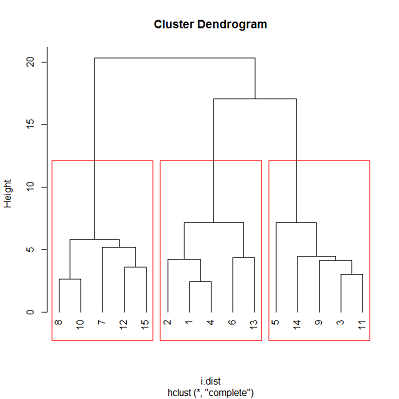 Cluster Dendrogram
Height
20
15
10
5
0
8 10 7 12 15 2 1 4 6 13 5 14 9 3 11
i.dist
hclust (*, "complete")